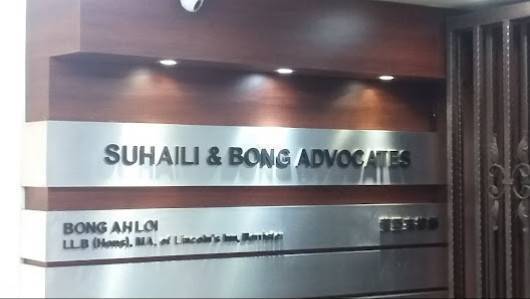 SUHAILI & BONG ADVOCATES
BONG AH LOI
LL.B (Hons), MA, of Lincoln's Inn, Barrister